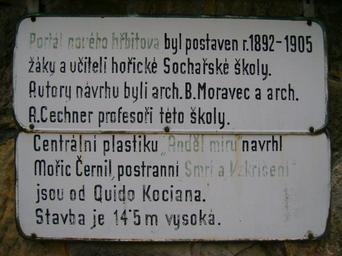 Portál nového hřbitova byl postaven r.1892-1905
žáky a učiteli hořické Sochařské školy.
Autory návrhu byli arch. B. Moravec a arch.
A. Cechner profesoři této školy.
Centrální plastiku „Anděl míru" navrhl
Mořic Černil, postranní Smrt a Vzkříšení
jsou od Quido Kociana.
Stavba je 14'5 m vysoká.